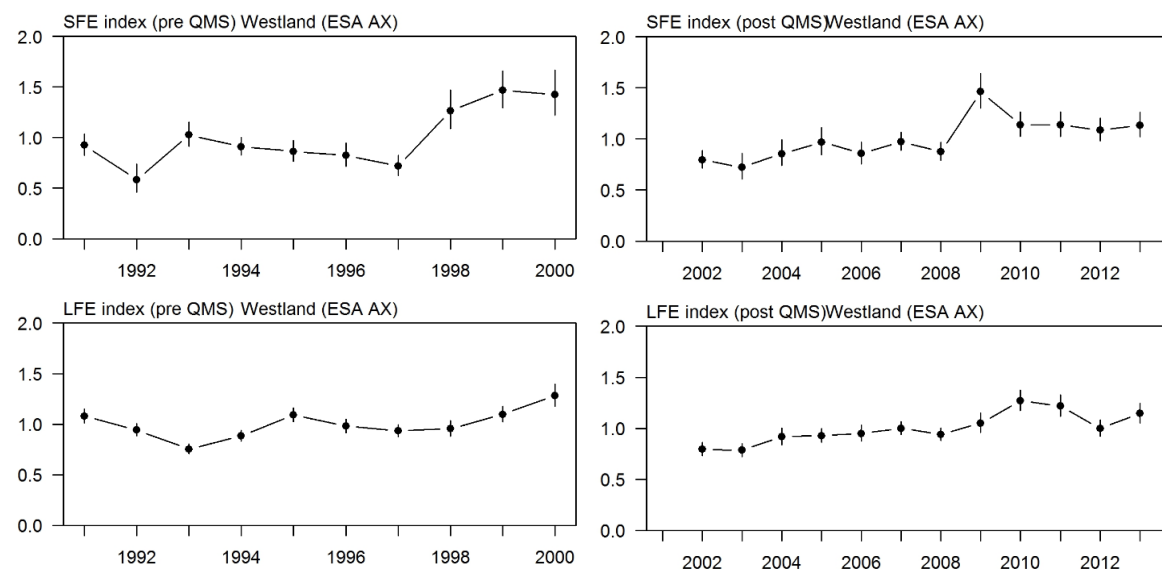 SFE index (pre QMS) Westland (ESA AX)
2.0
1.5
1.0
0.5
0.0
1992 1994 1996 1998 2000
SFE index (post QMS)Westland (ESA AX)
2.0
1.5
1.0
0.5
0.0
2002 2004 2006 2008 2010 2012
LFE index (pre QMS) Westland (ESA AX)
2.0
1.5
1.0
0.5
0.0
1992 1994 1996 1998 2000
LFE index (post QMS)Westland (ESA AX)
2.0
1.5
1.0
0.5
0.0
2002 2004 2006 2008 2010 2012